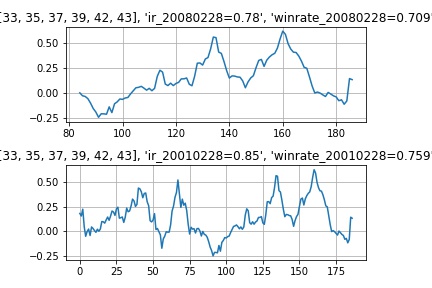 [33, 35, 37, 39, 42, 43], 'ir_20080228=0.78', 'winrate_20080228=0.709'
0.50
0.25
0.00
−0.25
80 100 120 140 160 180
[33, 35, 37, 39, 42, 43], 'ir_20010228=0.85', 'winrate_20010228=0.759'
0.50
0.25
0.00
−0.25
0 25 50 75 100 125 150 175